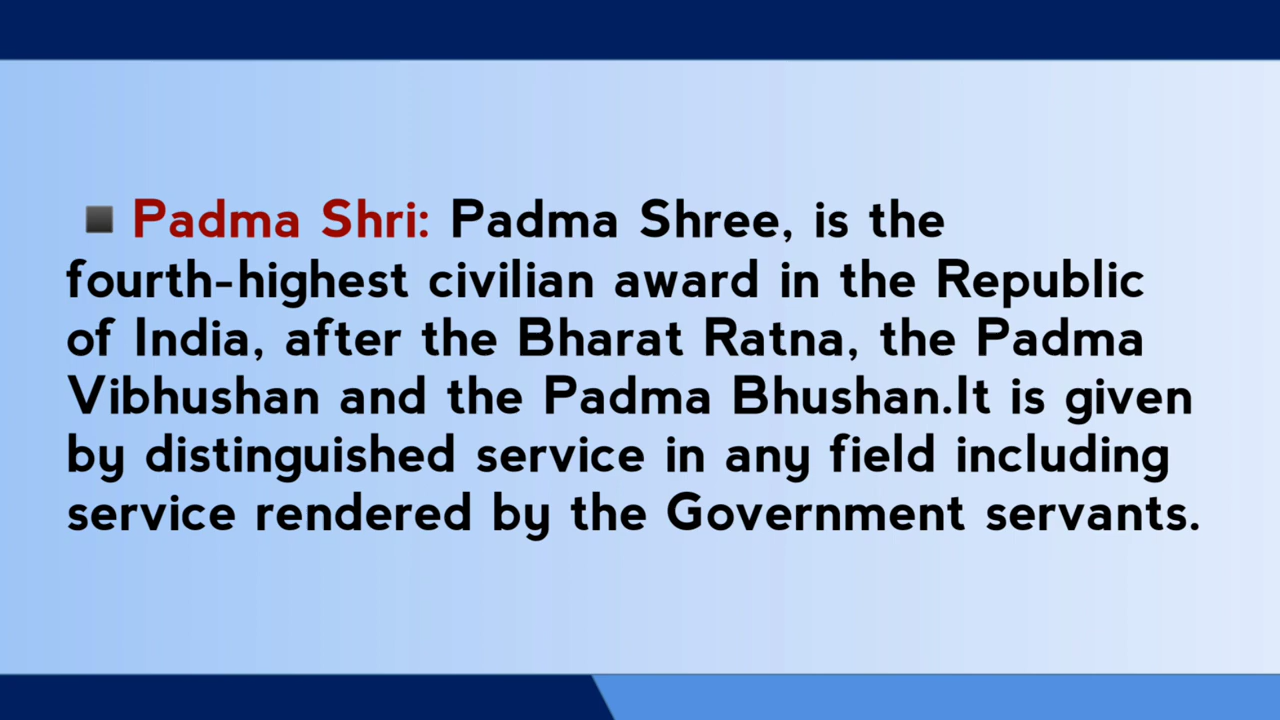 ▪ Padma Shri: Padma Shree, is the
fourth-highest civilian award in the Republic
of India, after the Bharat Ratna, the Padma
Vibhushan and the Padma Bhushan.It is given
by distinguished service in any field including
service rendered by the Government servants.